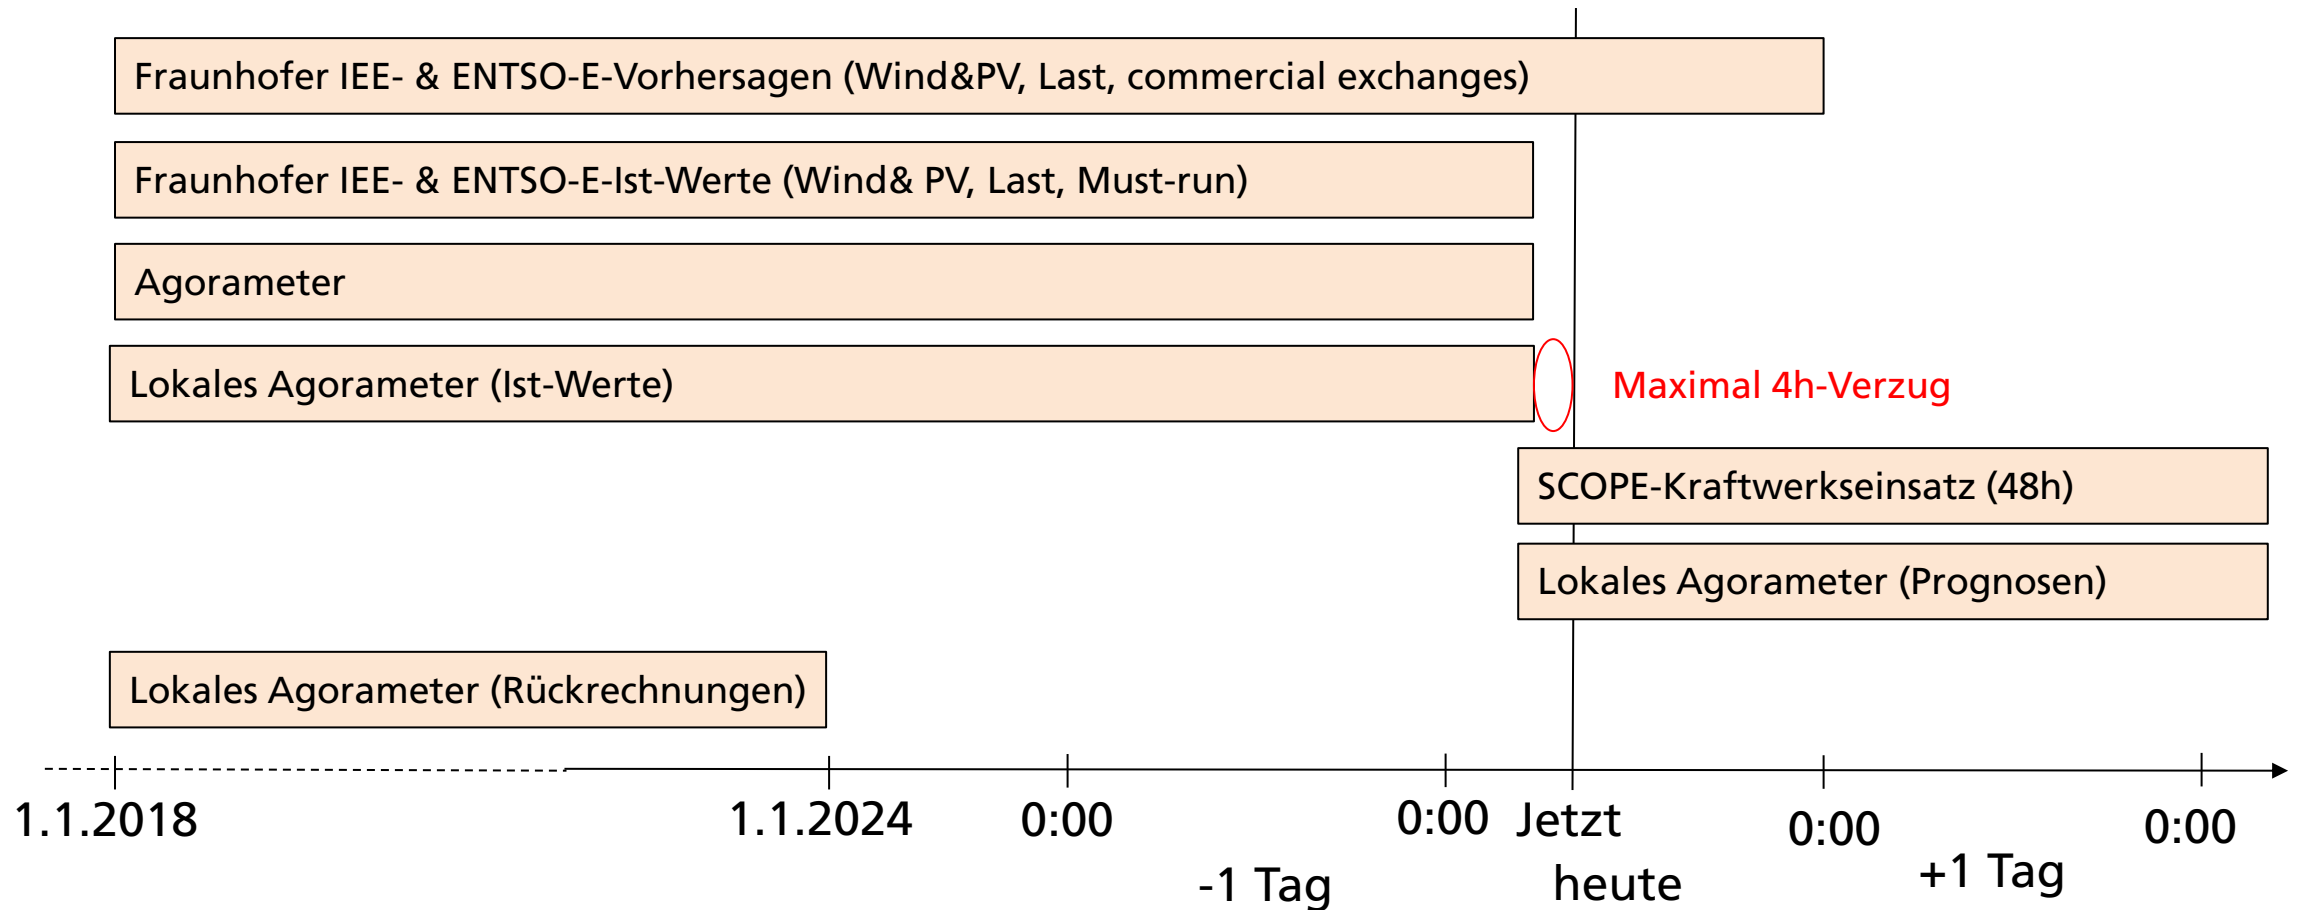 Fraunhofer IEE- & ENTSO-E-Vorhersagen (Wind&PV, Last, commercial exchanges)
Fraunhofer IEE- & ENTSO-E-Ist-Werte (Wind& PV, Last, Must-run)
Agorameter
Lokales Agorameter (Ist-Werte)
Maximal 4h-Verzug
SCOPE-Kraftwerkseinsatz (48h)
Lokales Agorameter (Prognosen)
Lokales Agorameter (Rückrechnungen)
1.1.2018
1.1.2024
0:00
0:00
Jetzt
0:00
0:00
-1 Tag
heute
+1 Tag